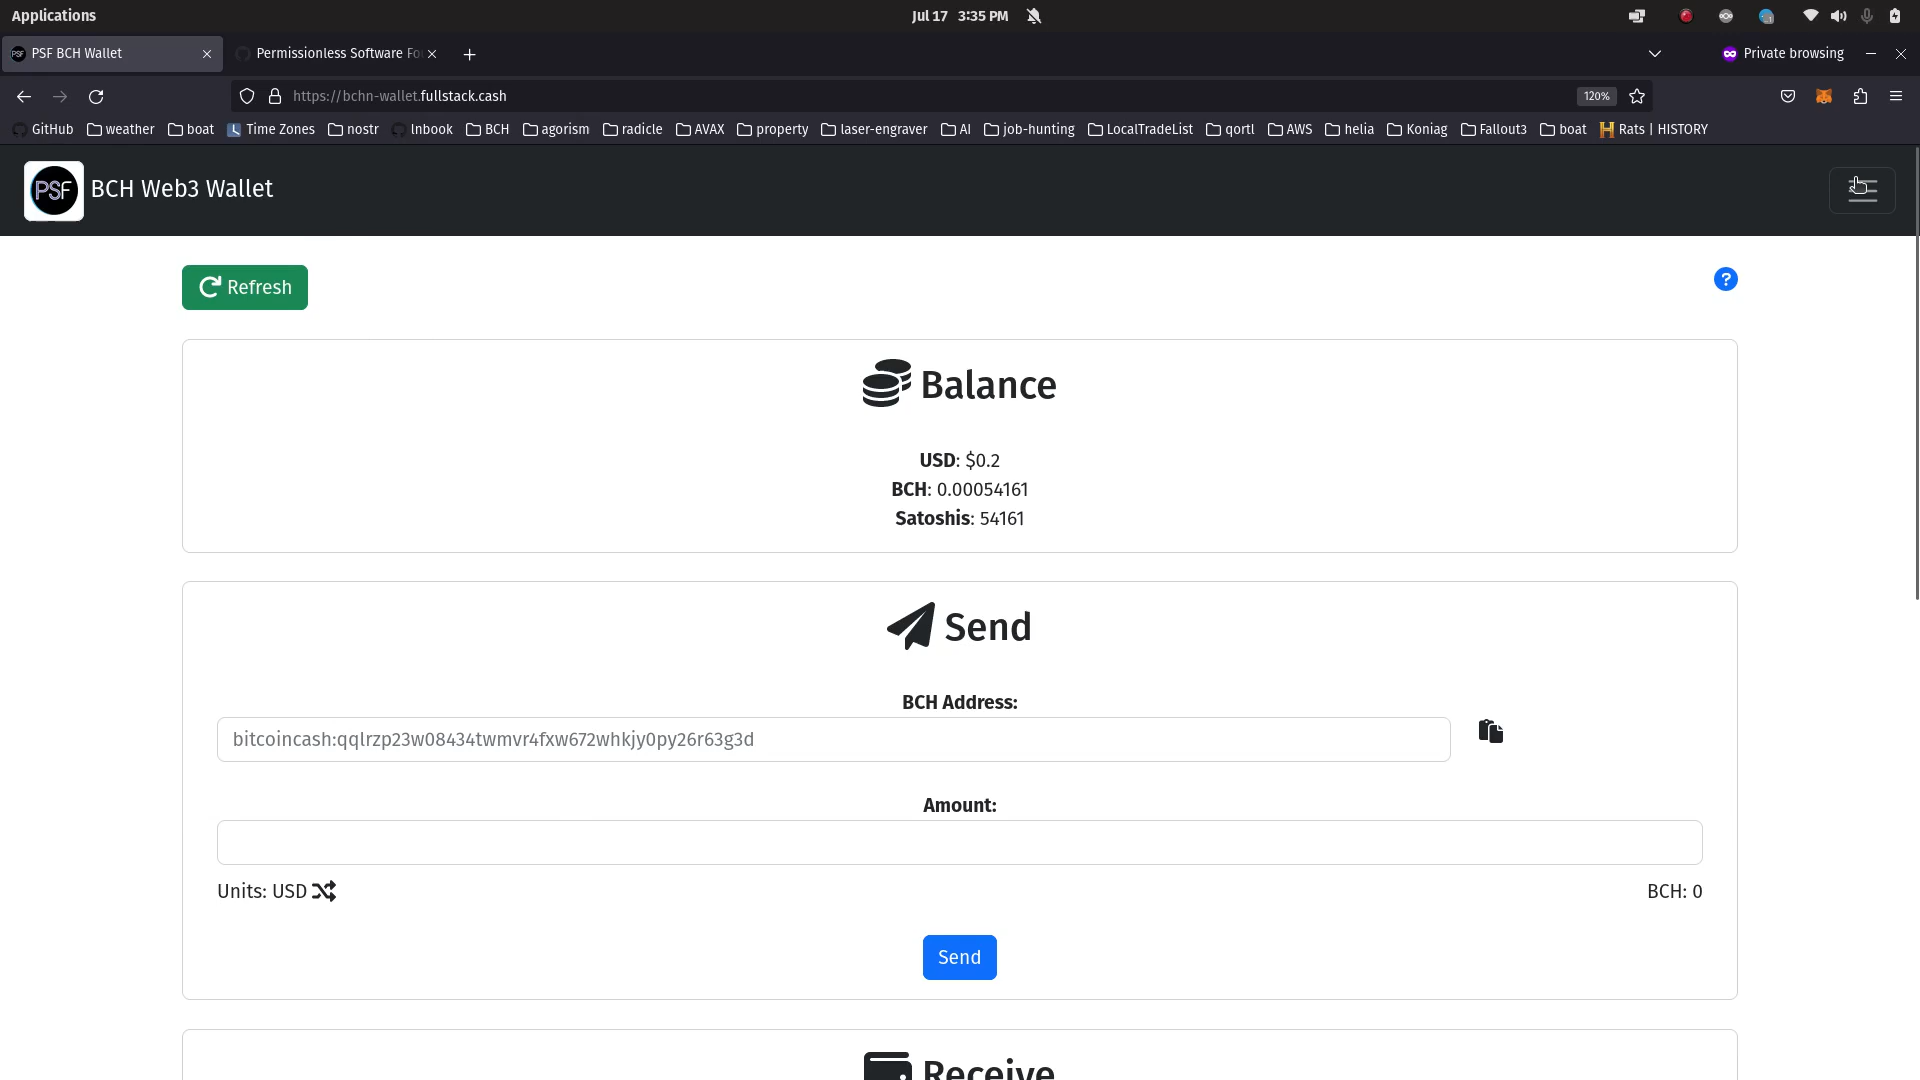 Applications
Jul 17 3:35 PM
PSF BCH Wallet
Permissionless Software Fo
Private browsing
https://bchn-wallet.fullstack.cash
120%
GitHub weather boat Time Zones nostr lnbook BCH agorism radicle AVAX property laser-engraver AI job-hunting LocalTradeList qortl AWS helia Koniag Fallout3 boat Rats | HISTORY
PSF BCH Web3 Wallet
Refresh
?
Balance
USD: $0.2
BCH: 0.00054161
Satoshis: 54161
Send
BCH Address:
bitcoincash:qqlrzp23w08434twmvr4fxw672whkjy0py26r63g3d
Amount:
Units: USD
BCH: 0
Send
Receive